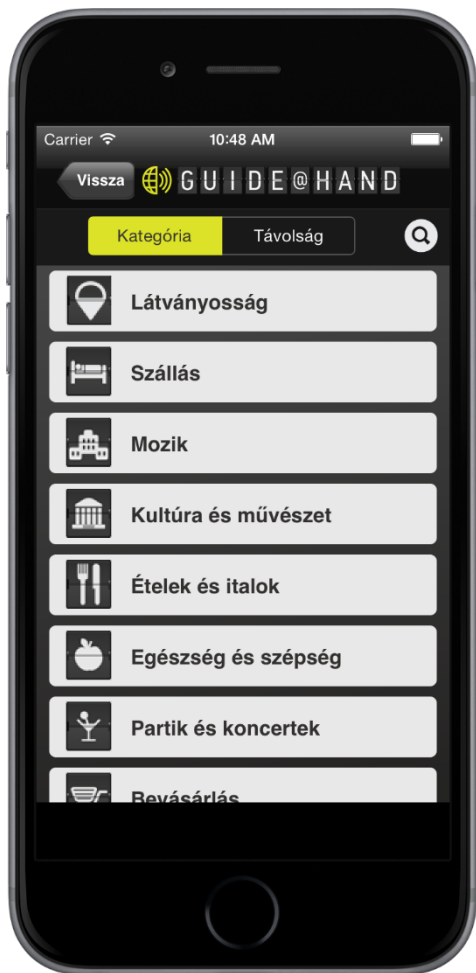 Carrier 10:48 AM
Vissza GUIDE@HAND
Kategória Távolság
Látványosság
Szállás
Mozik
Kultúra és művészet
Ételek és italok
Egészség és szépség
Partik és koncertek
Bevásárlás